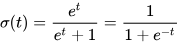 σ(t) = e^t / (e^t + 1) = 1 / (1 + e^{-t})